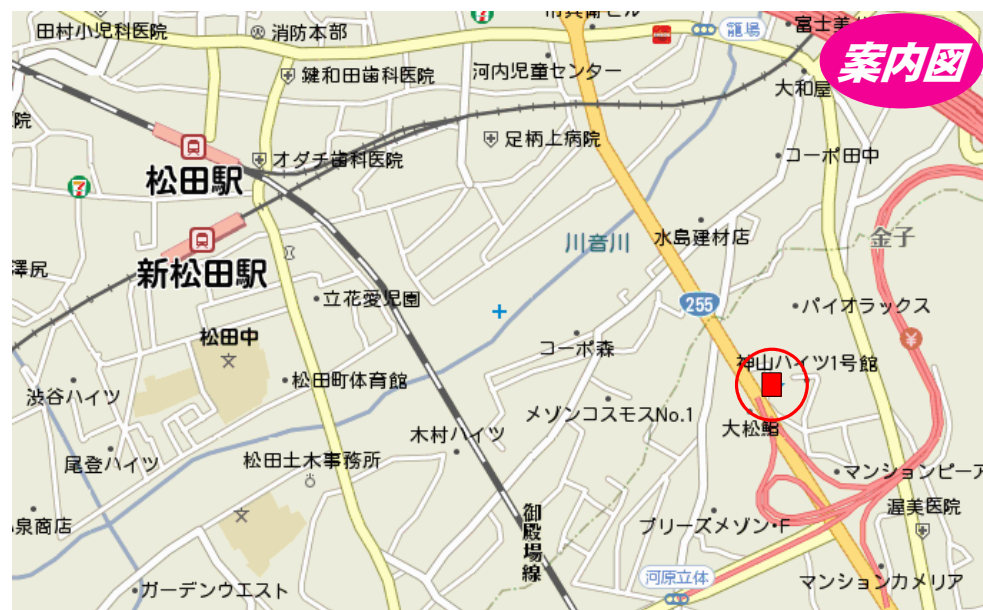 田村小児科医院
消防本部
籠場
案内図
鍵和田歯科医院
河内児童センター
大和屋
足柄上病院
オダチ歯科医院
コーポ田中
松田駅
7
川音川
水島建材店
金子
新松田駅
立花愛児園
255
パイオラックス
松田中
コーポ森
神山ハイツ1号館
渋谷ハイツ
松田町体育館
メゾンコスモスNo.1
大松鮨
木村ハイツ
尾登ハイツ
松田土木事務所
マンションピーア
御殿場線
ブリーズメゾン・F
渥美医院
河原立体
ガーデンウエスト
マンションカメリア